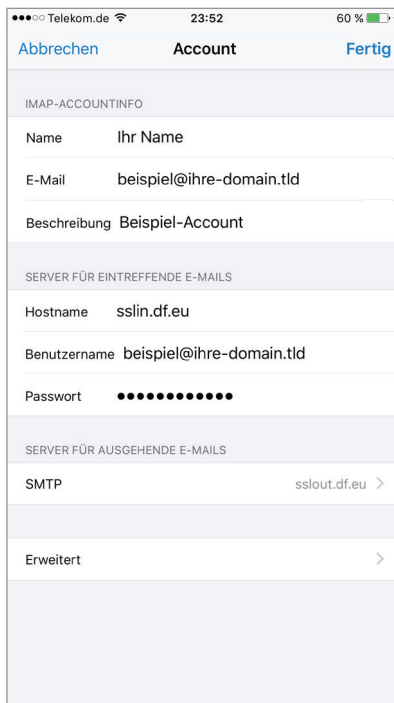 Telekom.de 23:52 60 %
Abbrechen Account Fertig
IMAP-ACCOUNTINFO
Name Ihr Name
E-Mail beispiel@ihre-domain.tld
Beschreibung Beispiel-Account
SERVER FÜR EINTREFFENDE E-MAILS
Hostname sslin.df.eu
Benutzername beispiel@ihre-domain.tld
Passwort ●●●●●●●●●●●●
SERVER FÜR AUSGEHENDE E-MAILS
SMTP sslout.df.eu >
Erweitert >